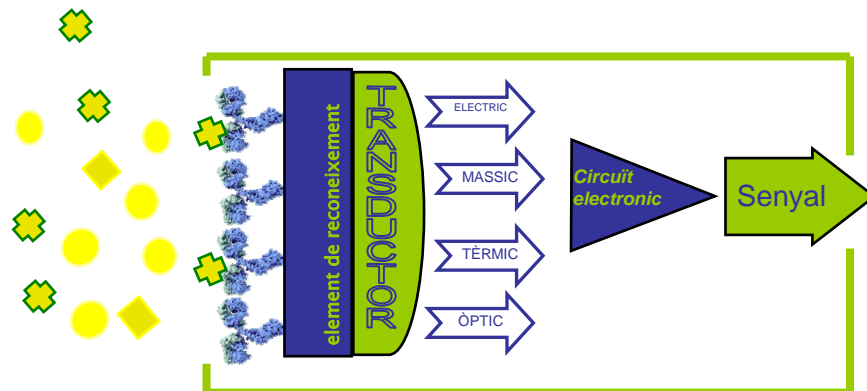 element de reconeixement
TRANSDUCTOR
ELECTRIC
MASSIC
TÈRMIC
ÒPTIC
Circuït
electronic
Senyal